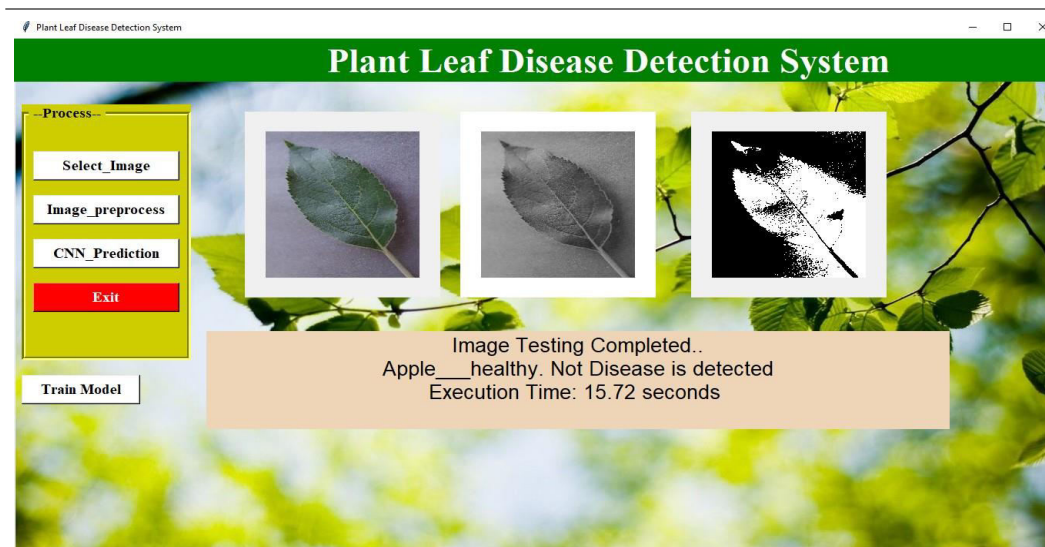 Plant Leaf Disease Detection System
Plant Leaf Disease Detection System
--Process--
Select_Image
Image_preprocess
CNN_Prediction
Exit
Train Model
Image Testing Completed..
Apple___healthy. Not Disease is detected
Execution Time: 15.72 seconds